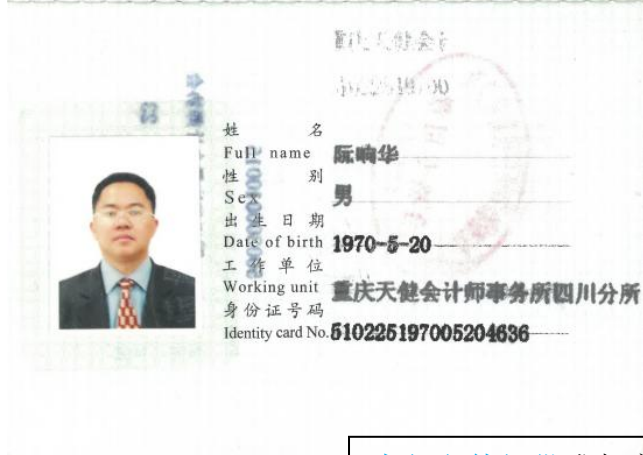 姓 名
Full name 阮响华
性 别
Sex 男
出 生 日 期
Date of birth 1970-5-20
工 作 单 位
Working unit 重庆天健会计师事务所四川分所
身 份 证 号 码
Identity card No. 510225197005204636